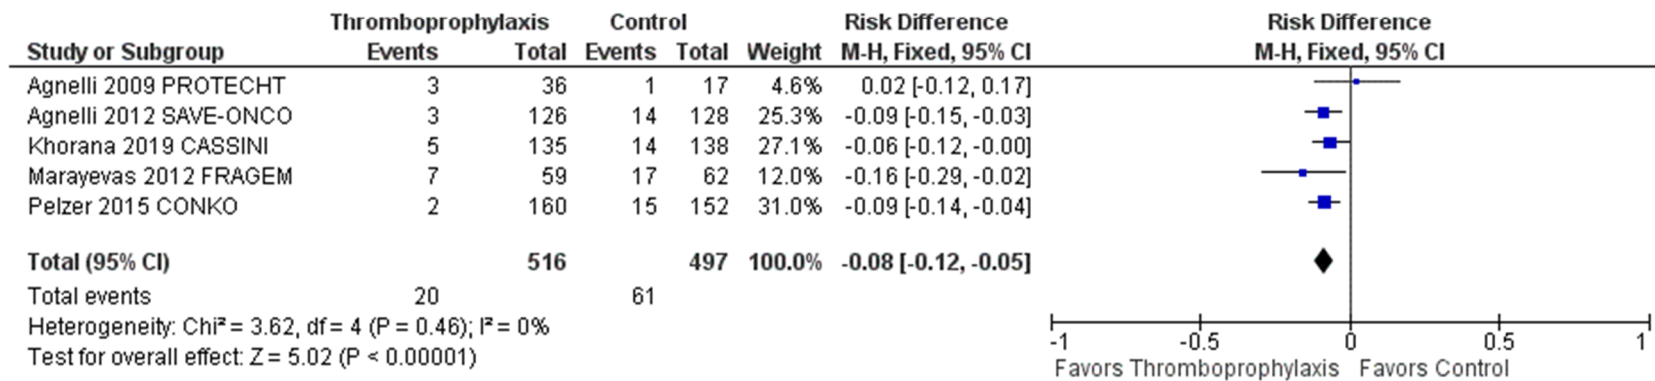 Thromboprophylaxis Control Risk Difference Risk Difference
Study or Subgroup Events Total Events Total Weight M-H, Fixed, 95% CI M-H, Fixed, 95% CI
Agnelli 2009 PROTECHT 3 36 1 17 4.6% 0.02 [-0.12, 0.17]
Agnelli 2012 SAVE-ONCO 3 126 14 128 25.3% -0.09 [-0.15, -0.03]
Khorana 2019 CASSINI 5 135 14 138 27.1% -0.06 [-0.12, -0.00]
Marayevas 2012 FRAGEM 7 59 17 62 12.0% -0.16 [-0.29, -0.02]
Pelzer 2015 CONKO 2 160 15 152 31.0% -0.09 [-0.14, -0.04]
Total (95% CI) 516 497 100.0% -0.08 [-0.12, -0.05]
Total events 20 61
Heterogeneity: Chi² = 3.62, df = 4 (P = 0.46); I² = 0%
Test for overall effect: Z = 5.02 (P < 0.00001)
-1 -0.5 0 0.5 1
Favors Thromboprophylaxis Favors Control